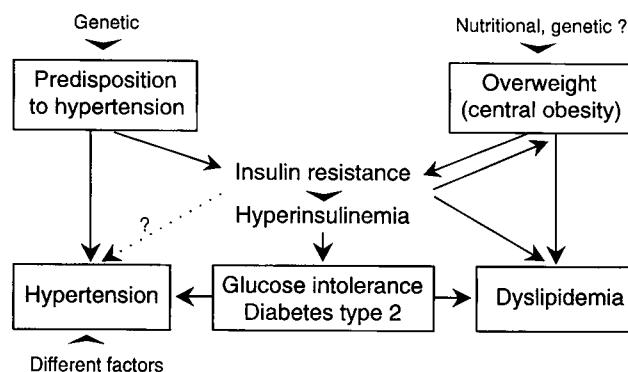 Genetic
Nutritional, genetic ?
Predisposition
to hypertension
Overweight
(central obesity)
Insulin resistance
Hyperinsulinemia
?
Hypertension
Glucose intolerance
Diabetes type 2
Dyslipidemia
Different factors